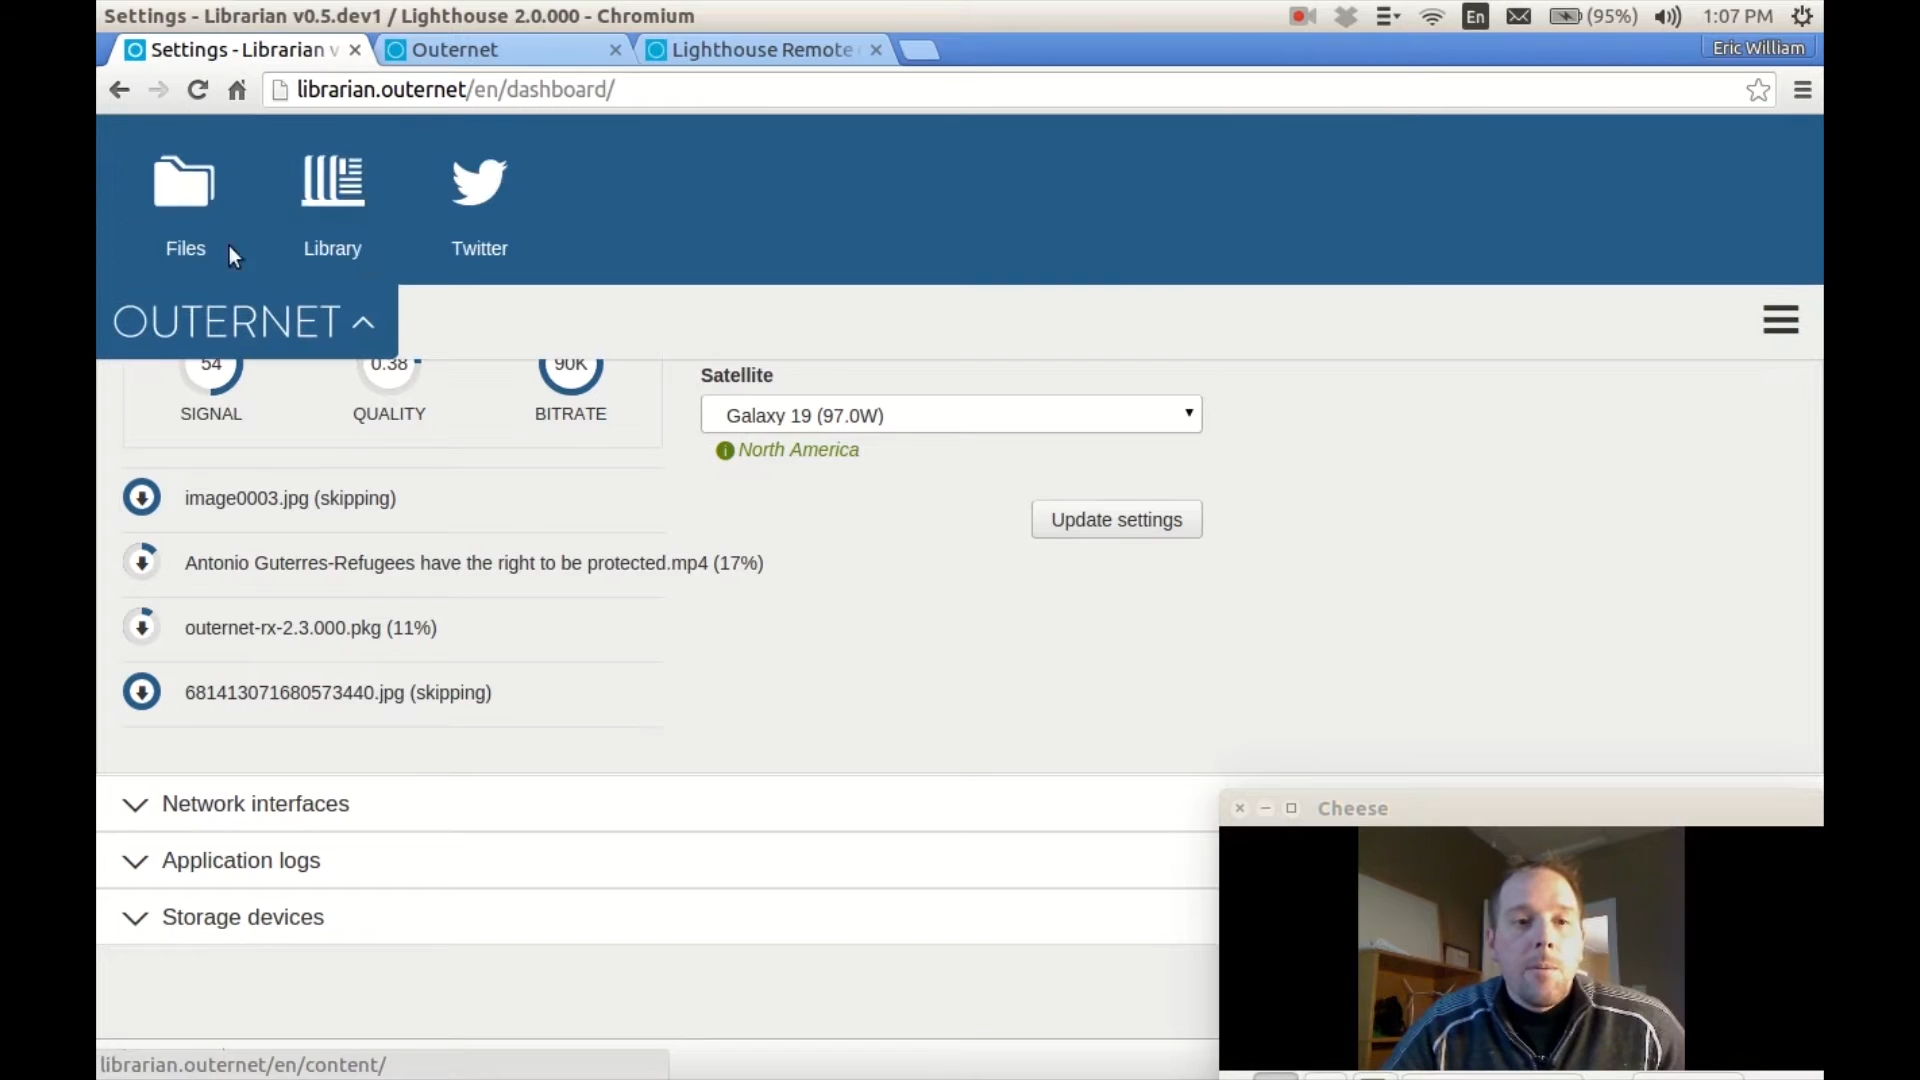 Settings - Librarian v0.5.dev1 / Lighthouse 2.0.000 - Chromium
En (95%) 1:07 PM
Settings - Librarian v Outernet Lighthouse Remote Eric William
librarian.outernet/en/dashboard/
Files Library Twitter
OUTERNET
54 0.38 90K
SIGNAL QUALITY BITRATE
Satellite
Galaxy 19 (97.0W)
North America
Update settings
image0003.jpg (skipping)
Antonio Guterres-Refugees have the right to be protected.mp4 (17%)
outernet-rx-2.3.000.pkg (11%)
681413071680573440.jpg (skipping)
Network interfaces
Application logs
Storage devices
Cheese
librarian.outernet/en/content/